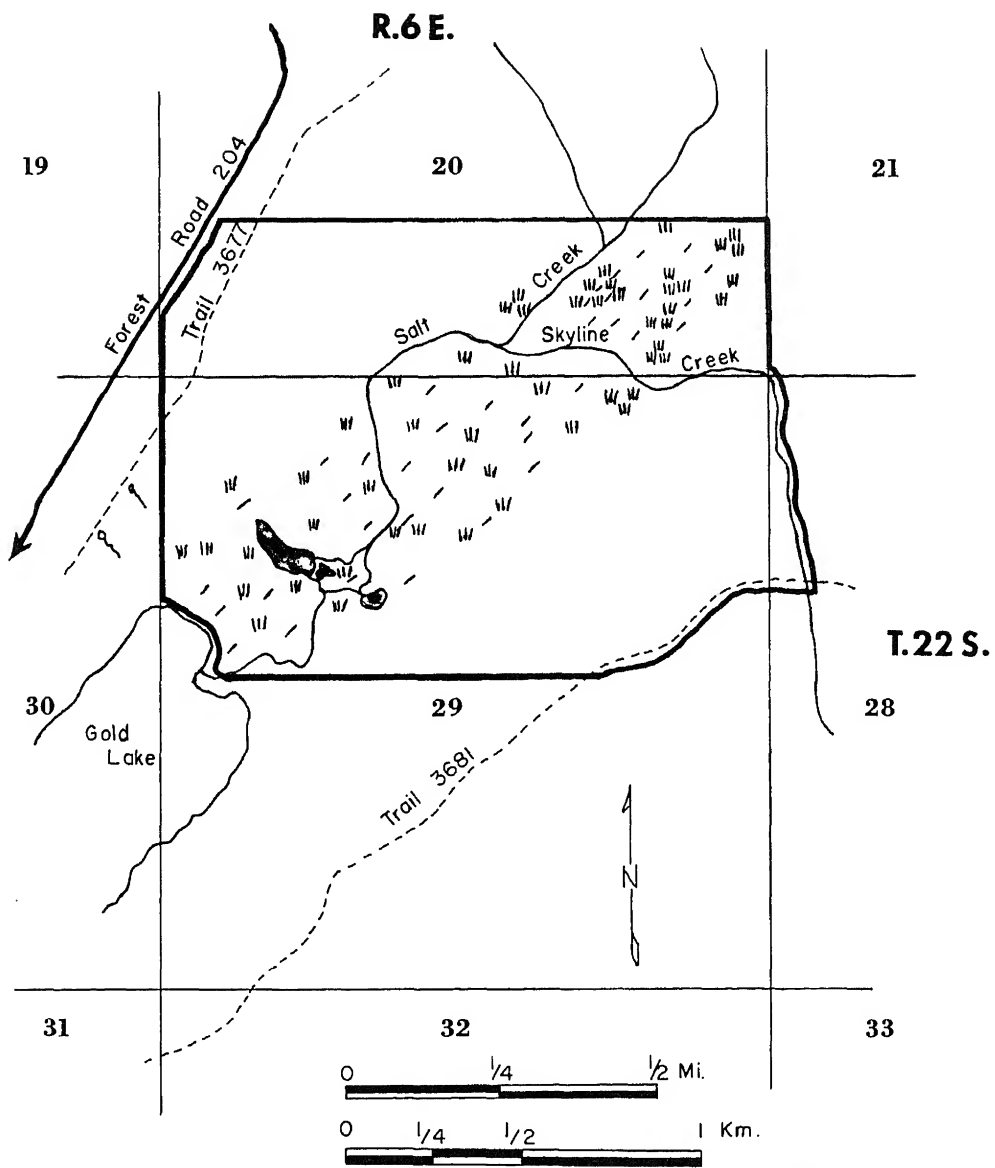 R.6 E.
19
20
21
Forest Road 204
Trail 3677
Salt Creek
Skyline Creek
T.22 S.
30
29
28
Gold
Lake
Trail 3681
N
31
32
33
0 1/4 1/2 Mi.
0 1/4 1/2 1 Km.